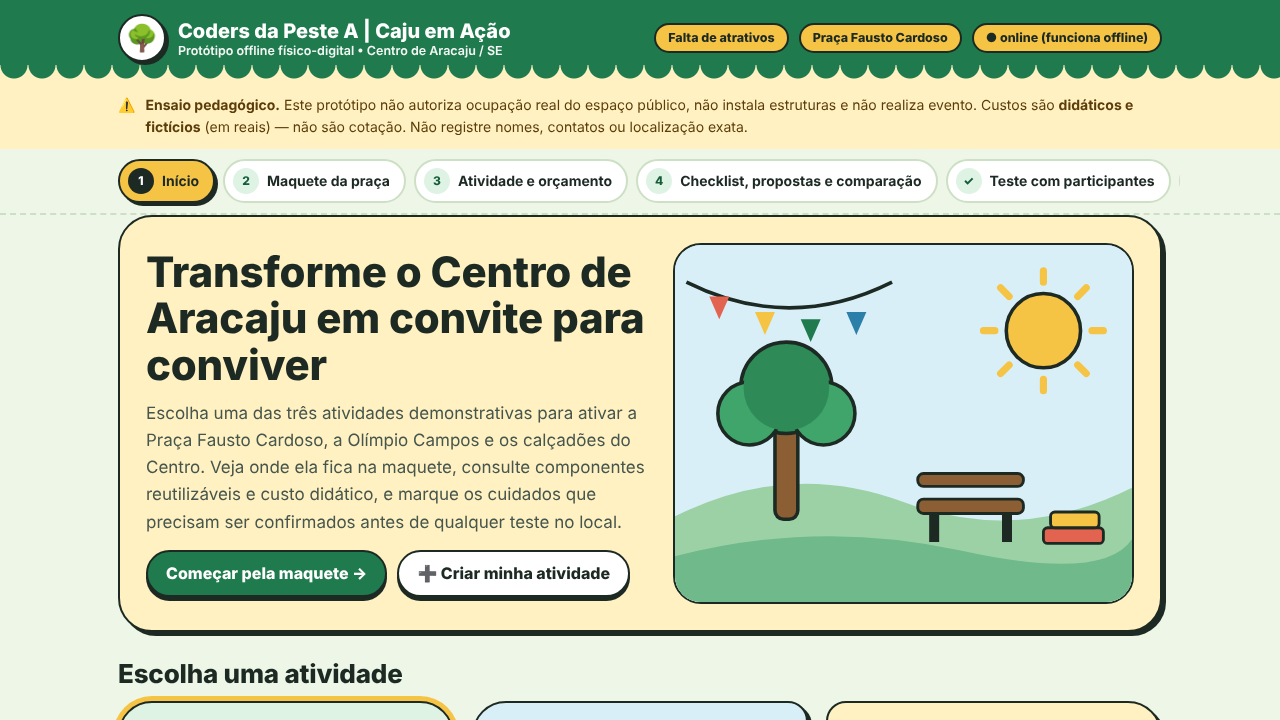 Coders da Peste A | Caju em Ação
Protótipo offline físico-digital • Centro de Aracaju / SE
Falta de atrativos
Praça Fausto Cardoso
● online (funciona offline)
⚠️ Ensaio pedagógico. Este protótipo não autoriza ocupação real do espaço público, não instala estruturas e não realiza evento. Custos são didáticos e
fictícios (em reais) — não são cotação. Não registre nomes, contatos ou localização exata.
1 Início
2 Maquete da praça
3 Atividade e orçamento
4 Checklist, propostas e comparação
✓ Teste com participantes
Transforme o Centro de
Aracaju em convite para
conviver
Escolha uma das três atividades demonstrativas para ativar a
Praça Fausto Cardoso, a Olímpio Campos e os calçadões do
Centro. Veja onde ela fica na maquete, consulte componentes
reutilizáveis e custo didático, e marque os cuidados que
precisam ser confirmados antes de qualquer teste no local.
Começar pela maquete →
➕ Criar minha atividade
Escolha uma atividade